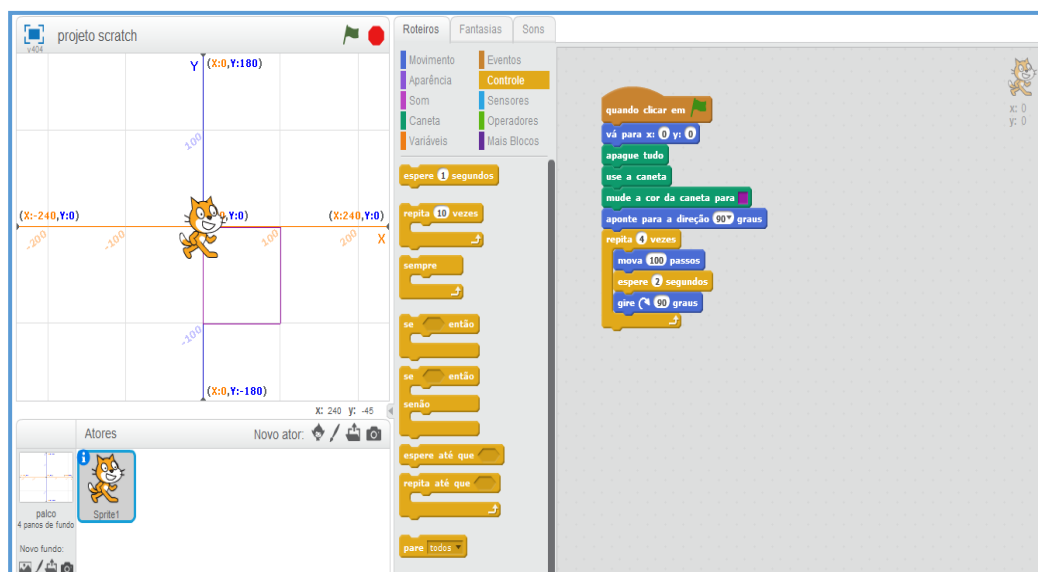 projeto scratch
v404
Y (X:0,Y:180)
100
(X:-240,Y:0)
,Y:0)
(X:240,Y:0)
-200
-100
100
200
X
-100
(X:0,Y:-180)
X: 240 y: -45
Atores
Novo ator:
palco
4 panos de fundo
Sprite1
Novo fundo:
Roteiros
Fantasias
Sons
Movimento
Aparência
Som
Caneta
Variáveis
Eventos
Controle
Sensores
Operadores
Mais Blocos
espere 1 segundos
repita 10 vezes
sempre
se então
se então
senão
espere até que
repita até que
pare todos
quando clicar em
vá para x: 0 y: 0
apague tudo
use a caneta
mude a cor da caneta para
aponte para a direção 90 graus
repita 4 vezes
mova 100 passos
espere 2 segundos
gire 90 graus
x: 0
y: 0